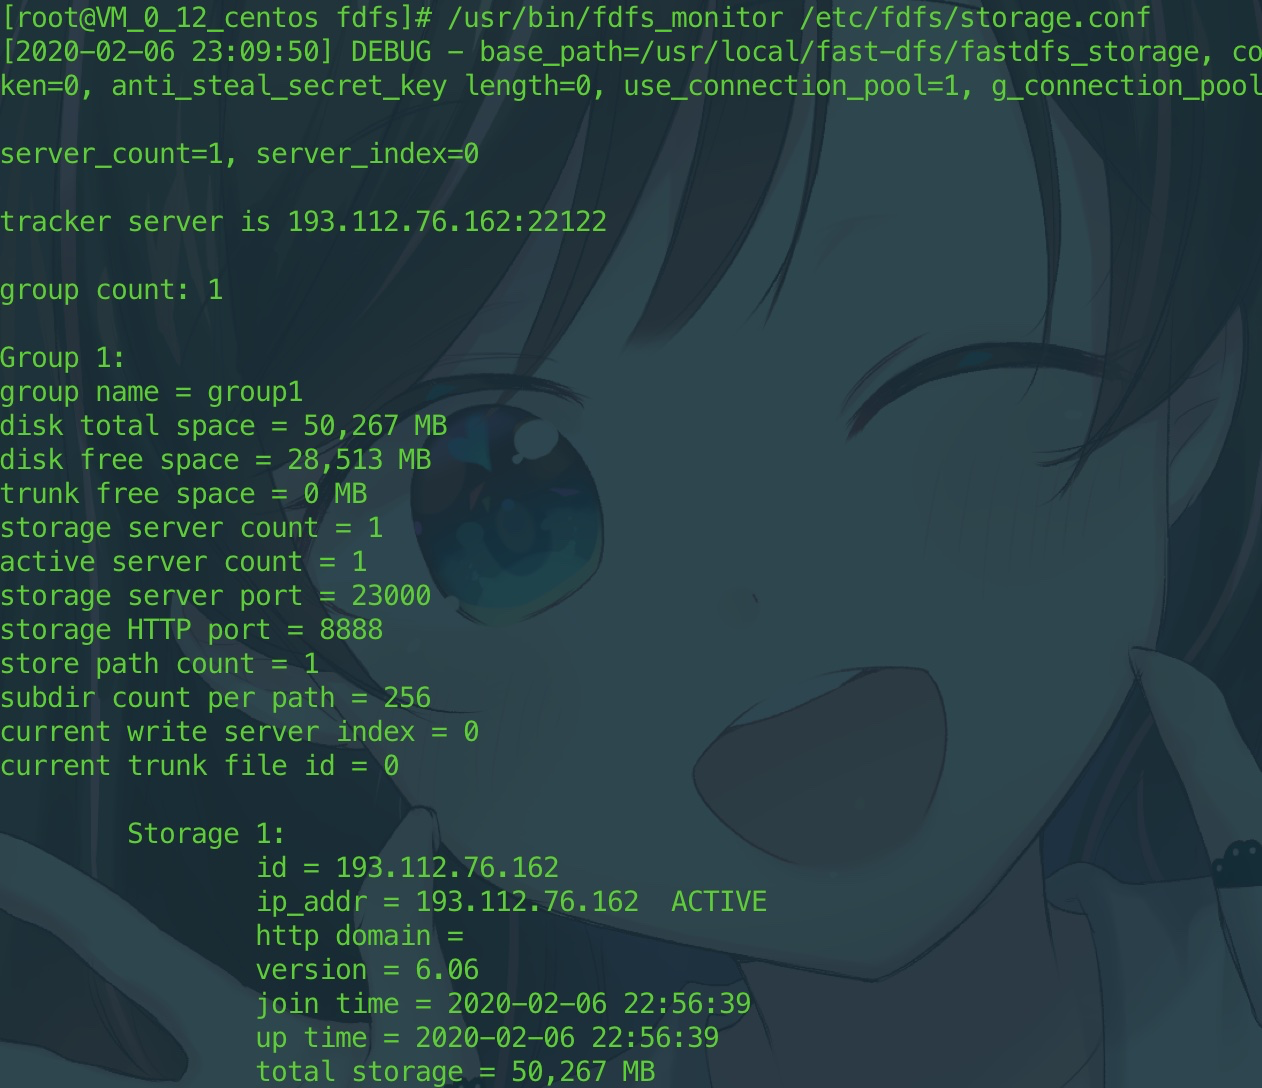 [root@VM_0_12_centos fdfs]# /usr/bin/fdfs_monitor /etc/fdfs/storage.conf
[2020-02-06 23:09:50] DEBUG - base_path=/usr/local/fast-dfs/fastdfs_storage, co
ken=0, anti_steal_secret_key length=0, use_connection_pool=1, g_connection_pool
server_count=1, server_index=0
tracker server is 193.112.76.162:22122
group count: 1
Group 1:
group name = group1
disk total space = 50,267 MB
disk free space = 28,513 MB
trunk free space = 0 MB
storage server count = 1
active server count = 1
storage server port = 23000
storage HTTP port = 8888
store path count = 1
subdir count per path = 256
current write server index = 0
current trunk file id = 0
Storage 1:
id = 193.112.76.162
ip_addr = 193.112.76.162  ACTIVE
http domain =
version = 6.06
join time = 2020-02-06 22:56:39
up time = 2020-02-06 22:56:39
total storage = 50,267 MB